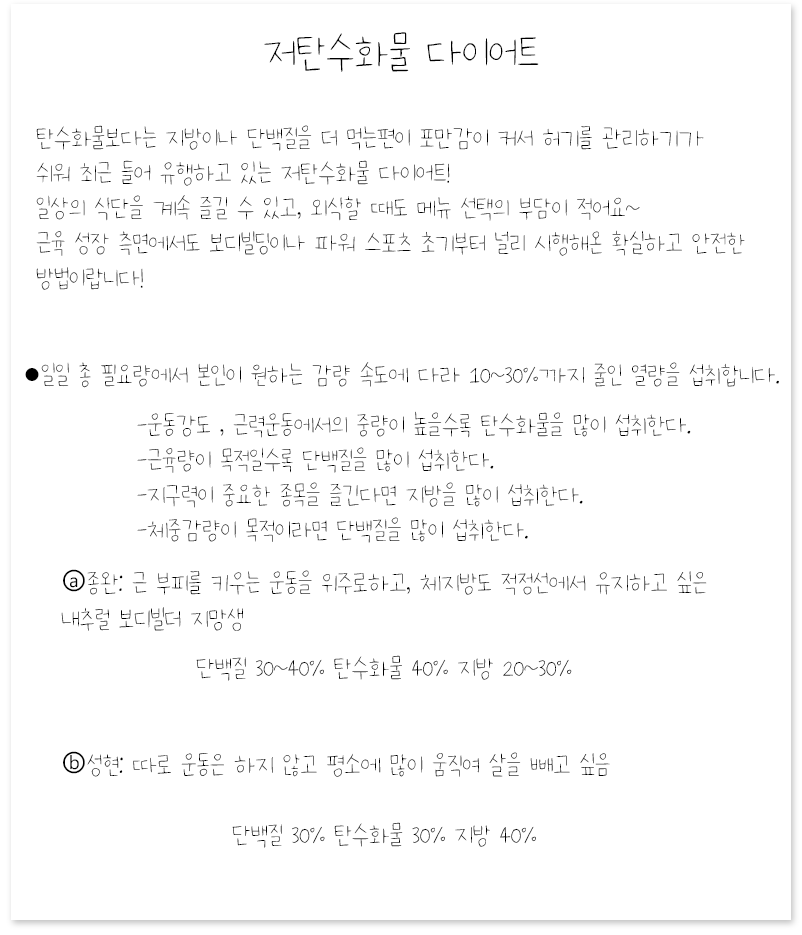 저탄수화물 다이어트
탄수화물보다는 지방이나 단백질을 더 먹는편이 포만감이 커서 허기를 관리하기가
쉬워 최근 들어 유행하고 있는 저탄수화물 다이어트!
일상의 식단을 계속 즐길 수 있고, 외식할 때도 메뉴 선택의 부담이 적어요~
근육 성장 측면에서도 보디빌딩이나 파워 스포츠 초기부터 널리 시행해온 확실하고 안전한
방법이랍니다!
●일일 총 필요량에서 본인이 원하는 감량 속도에 다라 10~30%까지 줄인 열량을 섭취합니다.
-운동강도 , 근력운동에서의 중량이 높을수록 탄수화물을 많이 섭취한다.
-근육량이 목적일수록 단백질을 많이 섭취한다.
-지구력이 중요한 종목을 즐긴다면 지방을 많이 섭취한다.
-체중감량이 목적이라면 단백질을 많이 섭취한다.
ⓐ종완: 근 부피를 키우는 운동을 위주로하고, 체지방도 적정선에서 유지하고 싶은
내추럴 보디빌더 지망생
단백질 30~40% 탄수화물 40% 지방 20~30%
ⓑ성현: 따로 운동은 하지 않고 평소에 많이 움직여 살을 빼고 싶음
단백질 30% 탄수화물 30% 지방 40%